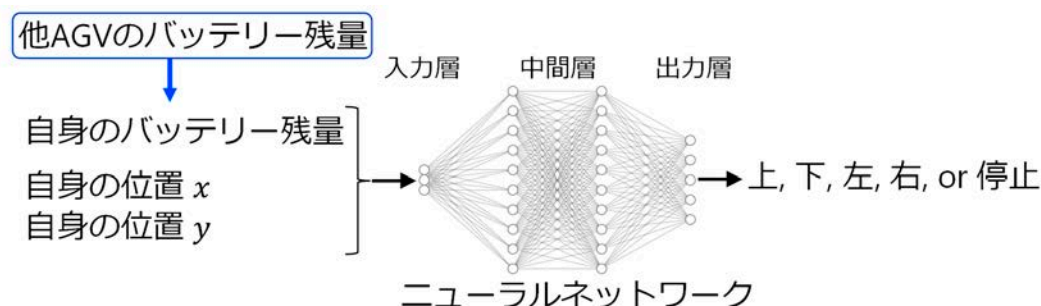 他AGVのバッテリー残量
入力層 中間層 出力層
自身のバッテリー残量
自身の位置 x
自身の位置 y
上, 下, 左, 右, or 停止
ニューラルネットワーク